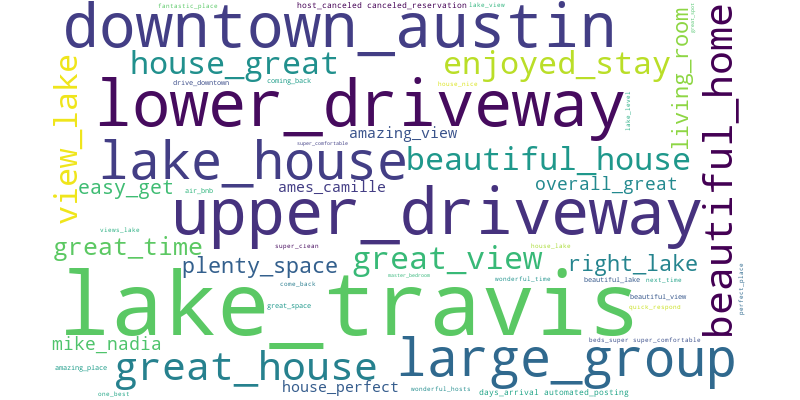 fantastic_place
host_canceled canceled_reservation
lake_view
great_spot
downtown_austin
house_great
enjoyed_stay
living_room
beautiful_home
view_lake
drive_downtown
coming_back
house_nice
lower_driveway
lake_level
amazing_view
super_comfortable
lake_house
beautiful_house
easy_get
air_bnb
ames_camille
overall_great
upper_driveway
views_lake
great_time
super_clean
house_lake
plenty_space
great_view
right_lake
perfect_place
master_bedroom
come_back
wonderful_time
beautiful_lake
next_time
lake_travis
great_space
beautiful_view
quick_respond
mike_nadia
beds_super super_comfortable
great_house
large_group
amazing_place
house_perfect
wonderful_hosts
one_best
days_arrival automated_posting